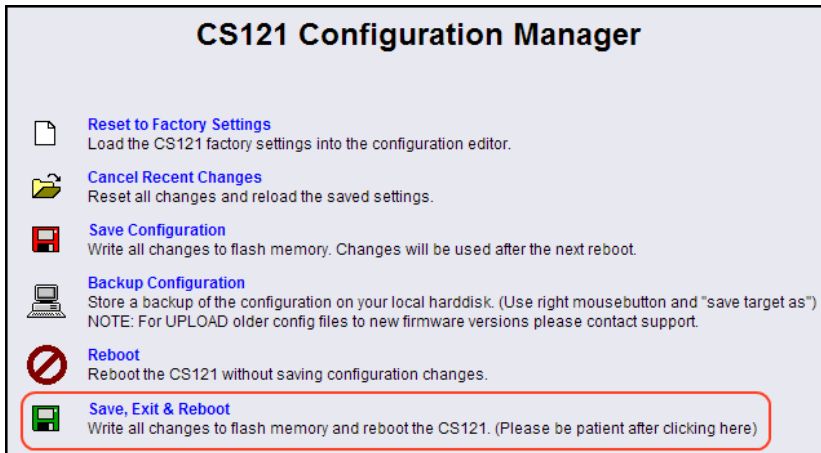 CS121 Configuration Manager
Reset to Factory Settings
Load the CS121 factory settings into the configuration editor.
Cancel Recent Changes
Reset all changes and reload the saved settings.
Save Configuration
Write all changes to flash memory. Changes will be used after the next reboot.
Backup Configuration
Store a backup of the configuration on your local harddisk. (Use right mousebutton and "save target as")
NOTE: For UPLOAD older config files to new firmware versions please contact support.
Reboot
Reboot the CS121 without saving configuration changes.
Save, Exit & Reboot
Write all changes to flash memory and reboot the CS121. (Please be patient after clicking here)